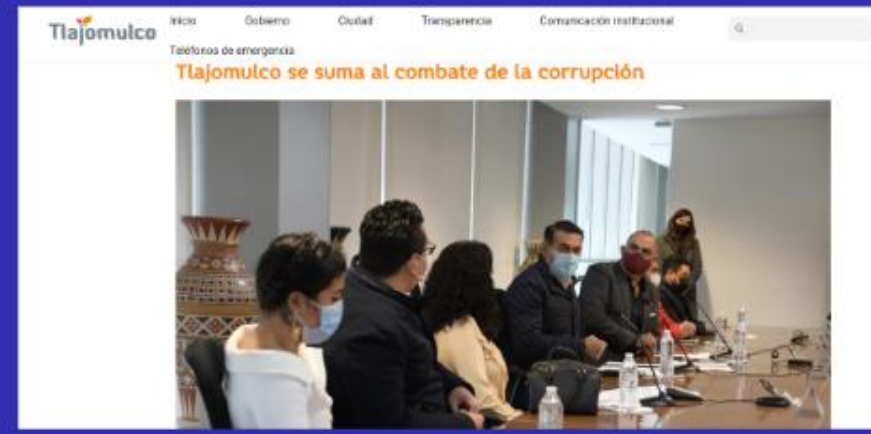 Tlajomulco
Inicio Gobierno Ciudad Transparencia Comunicación institucional
Teléfonos de emergencia
Tlajomulco se suma al combate de la corrupción